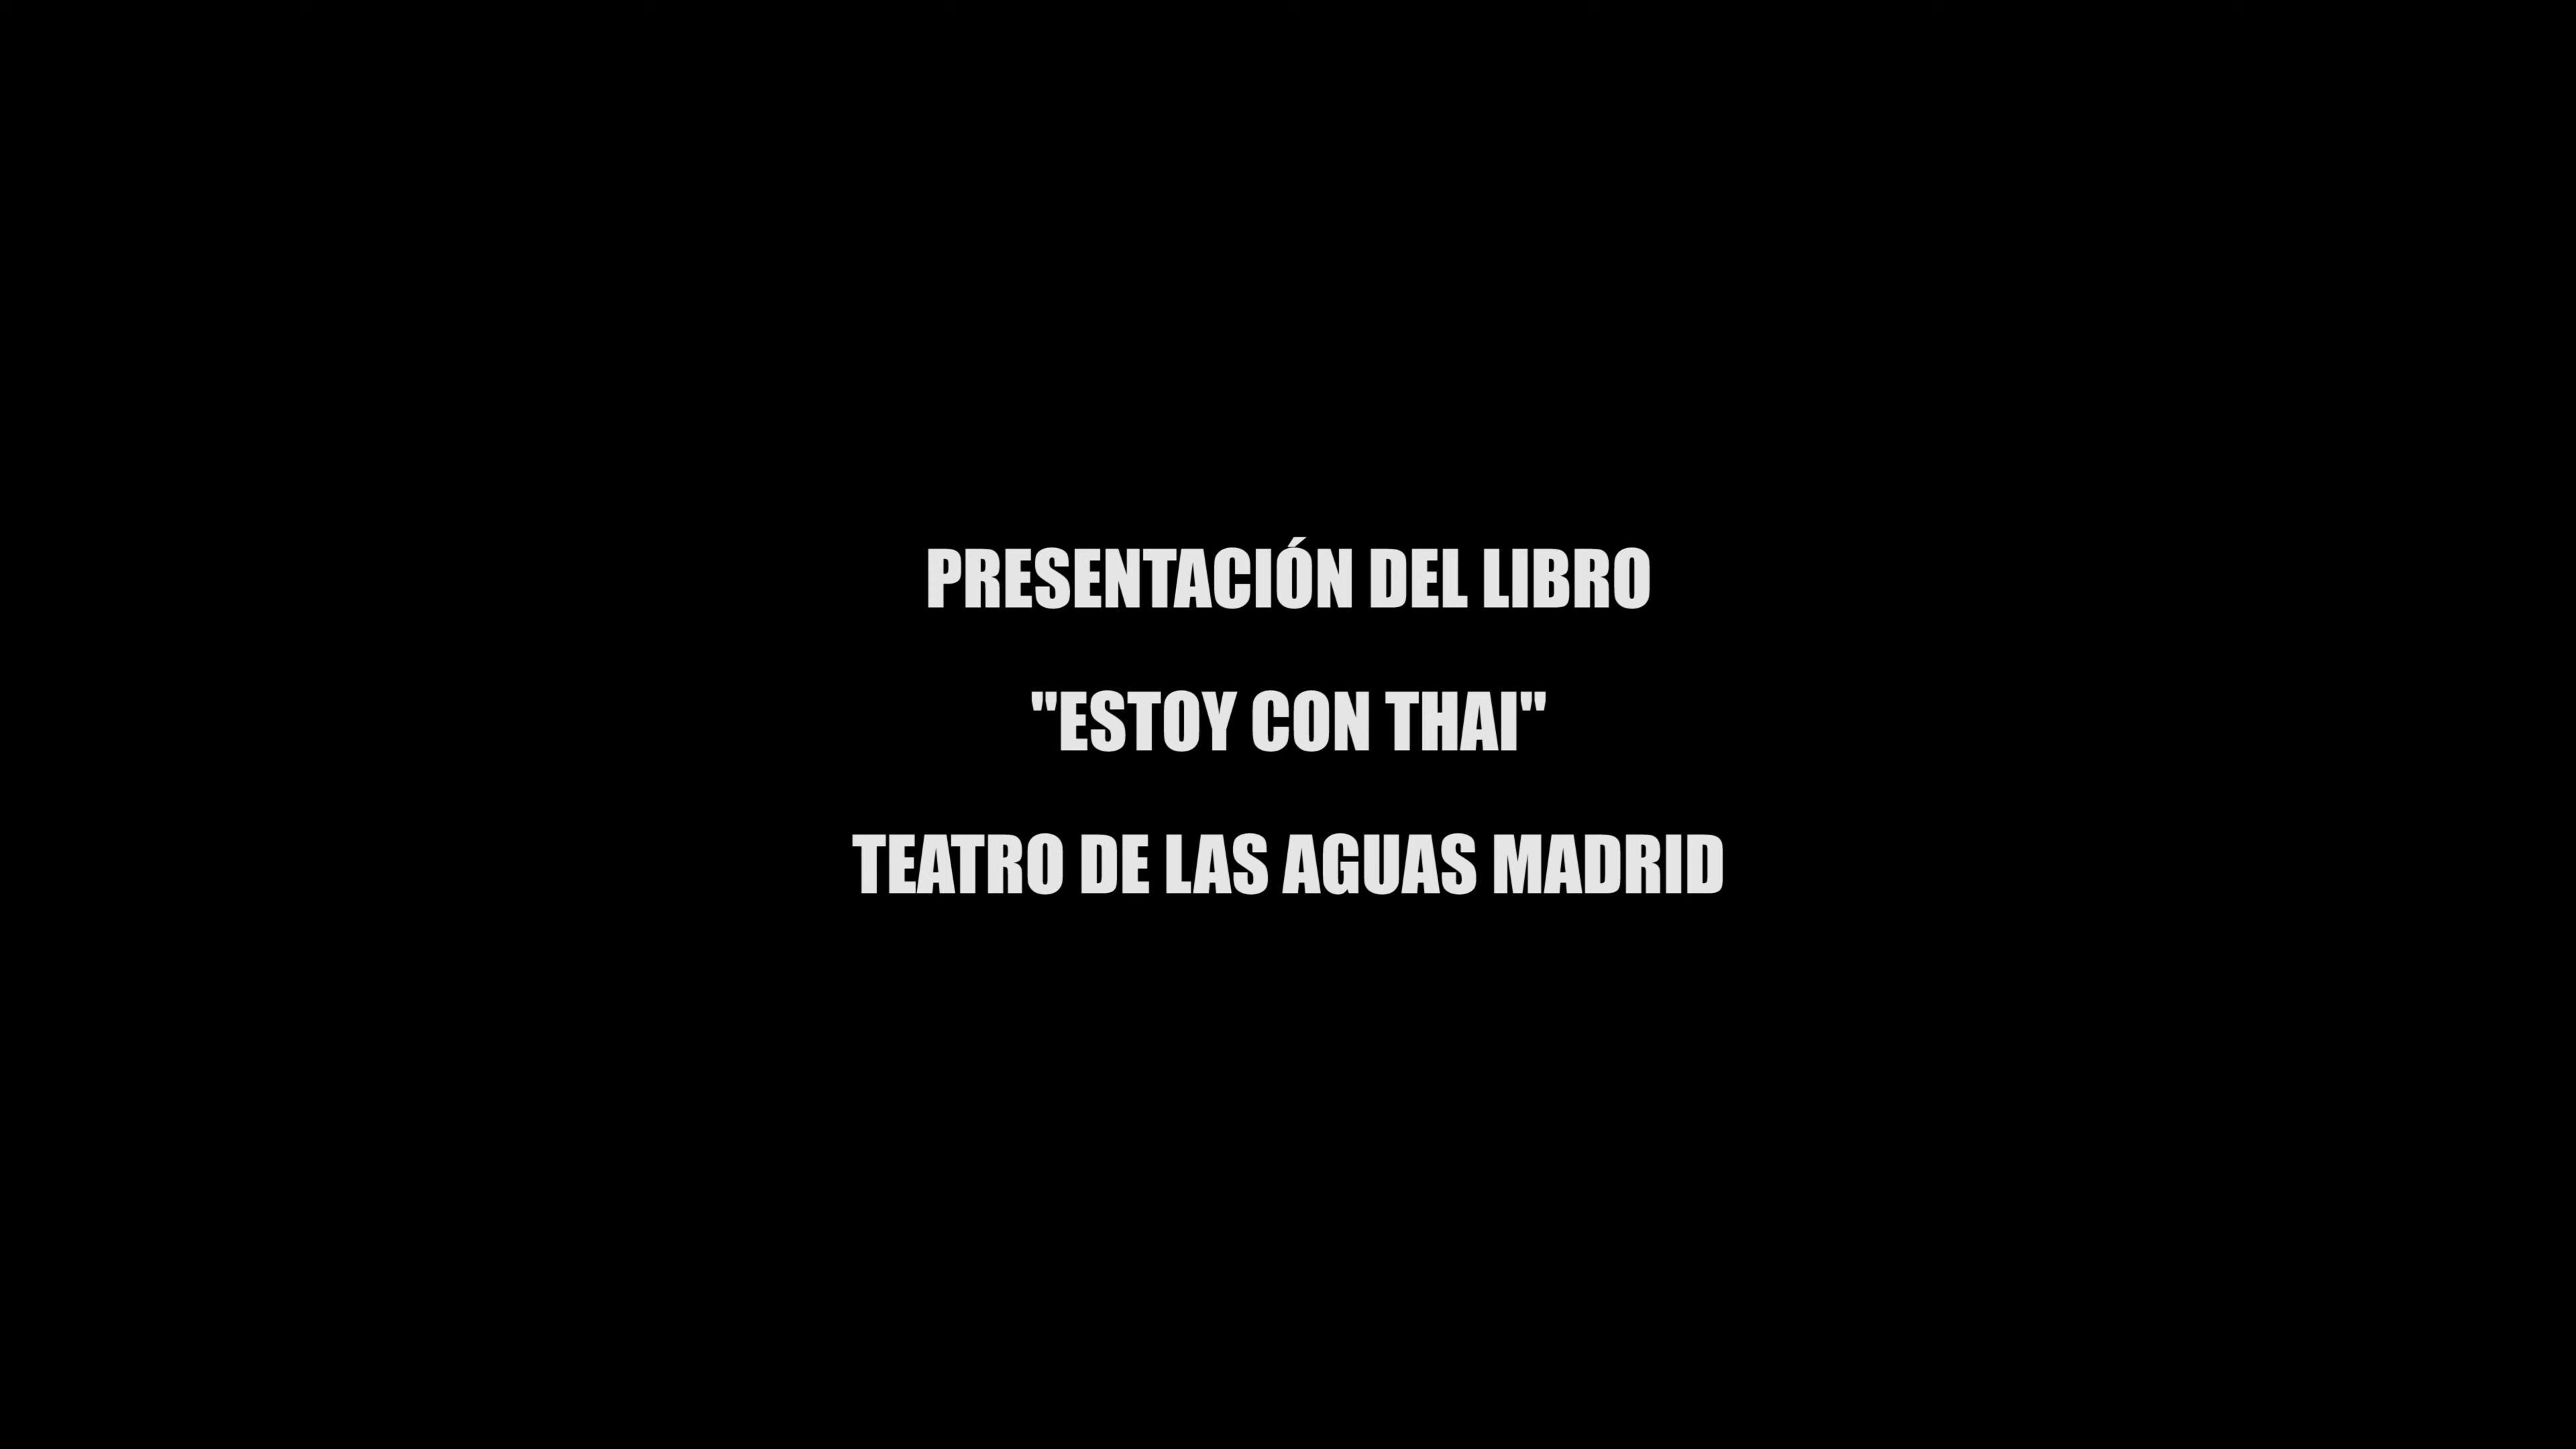 PRESENTACIÓN DEL LIBRO
"ESTOY CON THAI"
TEATRO DE LAS AGUAS MADRID